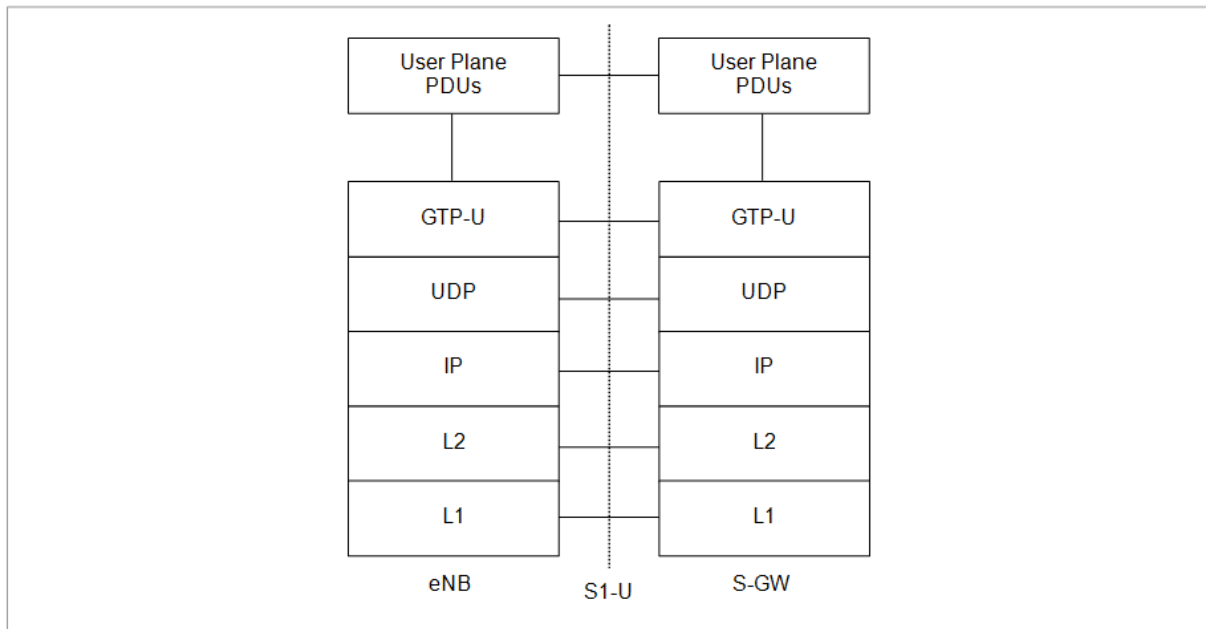 User Plane
PDUs
User Plane
PDUs
GTP-U
GTP-U
UDP
UDP
IP
IP
L2
L2
L1
L1
eNB
S1-U
S-GW